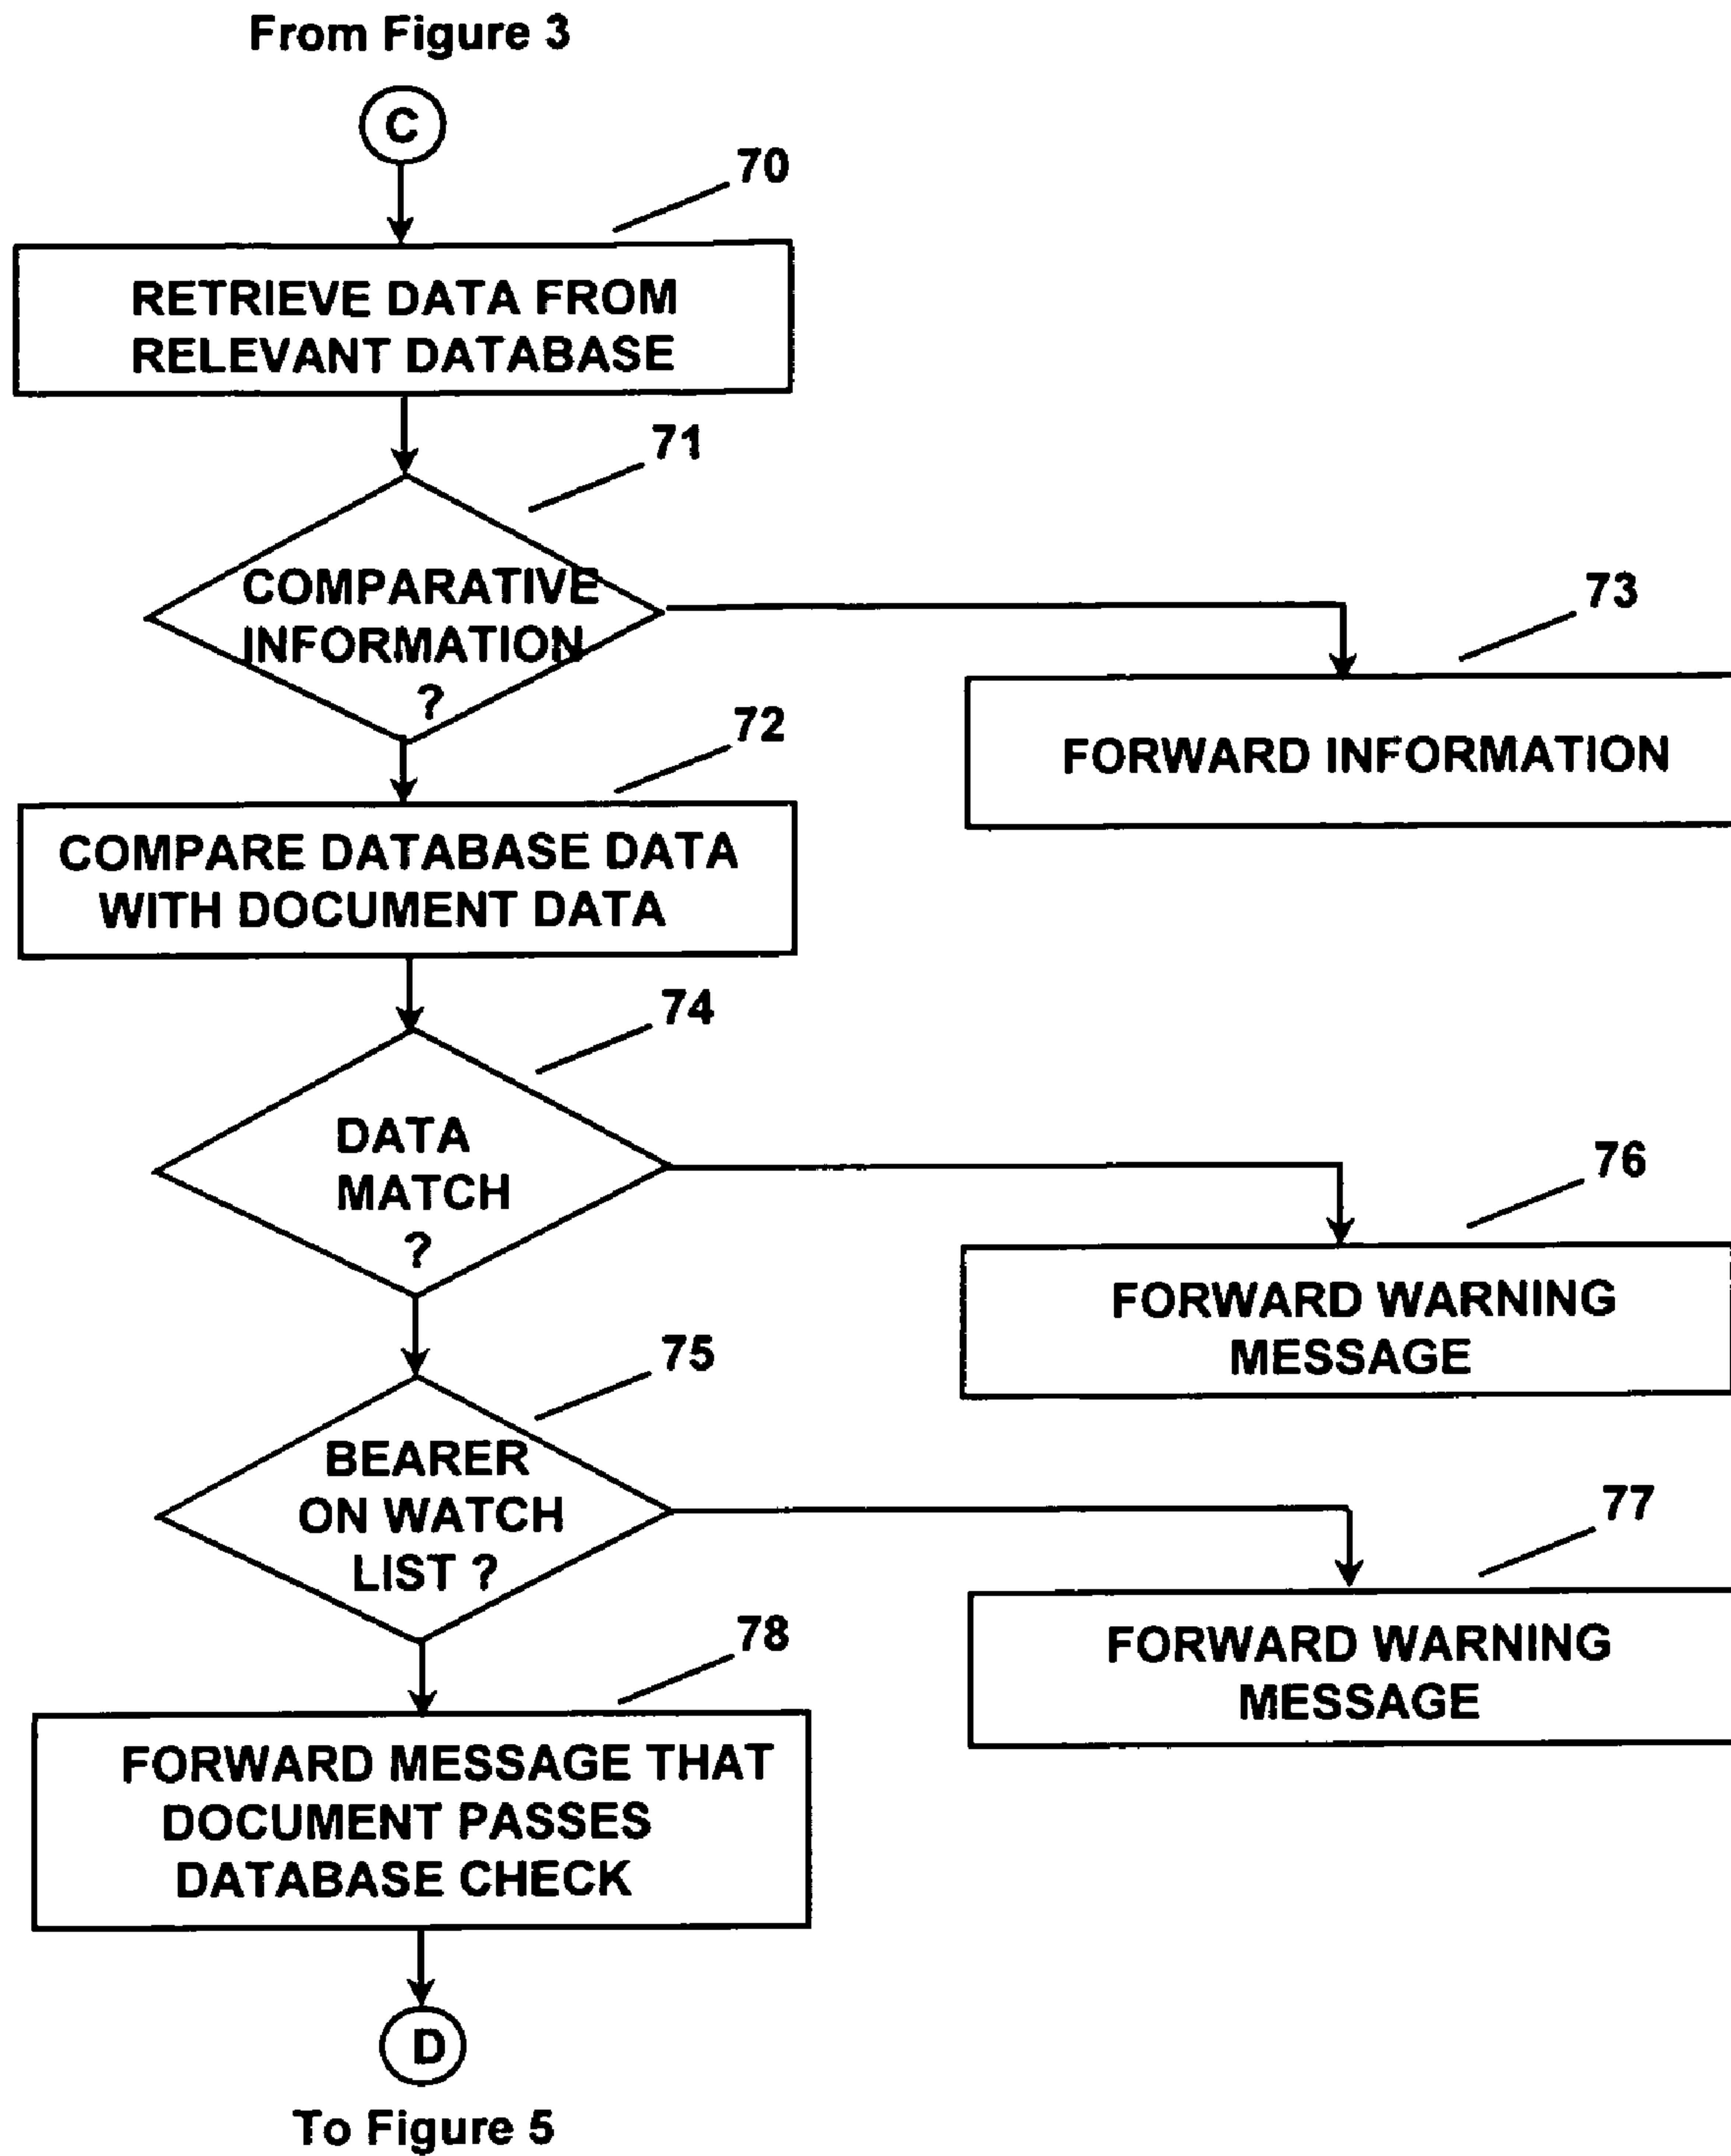 From Figure 3
C
70
RETRIEVE DATA FROM
RELEVANT DATABASE
71
COMPARATIVE
INFORMATION
?
73
FORWARD INFORMATION
72
COMPARE DATABASE DATA
WITH DOCUMENT DATA
74
DATA
MATCH
?
76
FORWARD WARNING
MESSAGE
75
BEARER
ON WATCH
LIST ?
77
FORWARD WARNING
MESSAGE
78
FORWARD MESSAGE THAT
DOCUMENT PASSES
DATABASE CHECK
D
To Figure 5